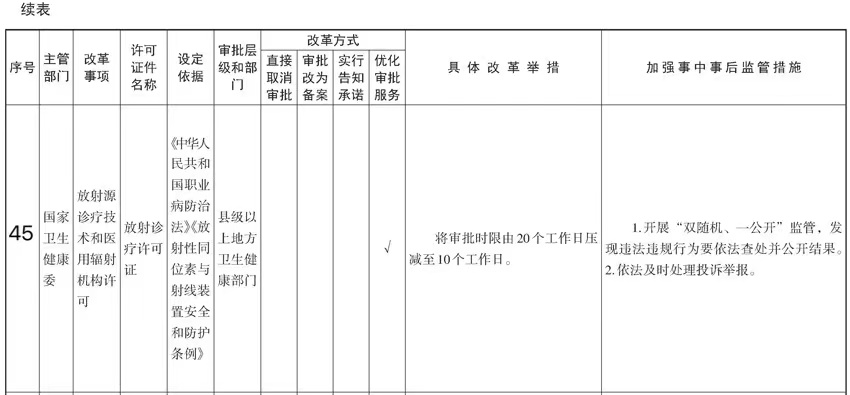 续表
序号
主管
部门
改革
事项
许可
证件
名称
设定
依据
审批层
级和部
门
改革方式
直接
取消
审批
审批
改为
备案
实行
告知
承诺
优化
审批
服务
具体改革举措
加强事中事后监管措施
45
国家
卫生
健康
委
放射源
诊疗技
术和医
用辐射
机构许
可
放射诊
疗许可
证
《中华人
民共和
国职业
病防治
法》《放
射性同
位素与
射线装
置安全
和防护
条例》
县级以
上地方
卫生健
康部门
√
将审批时限由20个工作日压
减至10个工作日。
1.开展“双随机、一公开”监管，发
现违法违规行为要依法查处并公开结果。
2.依法及时处理投诉举报。